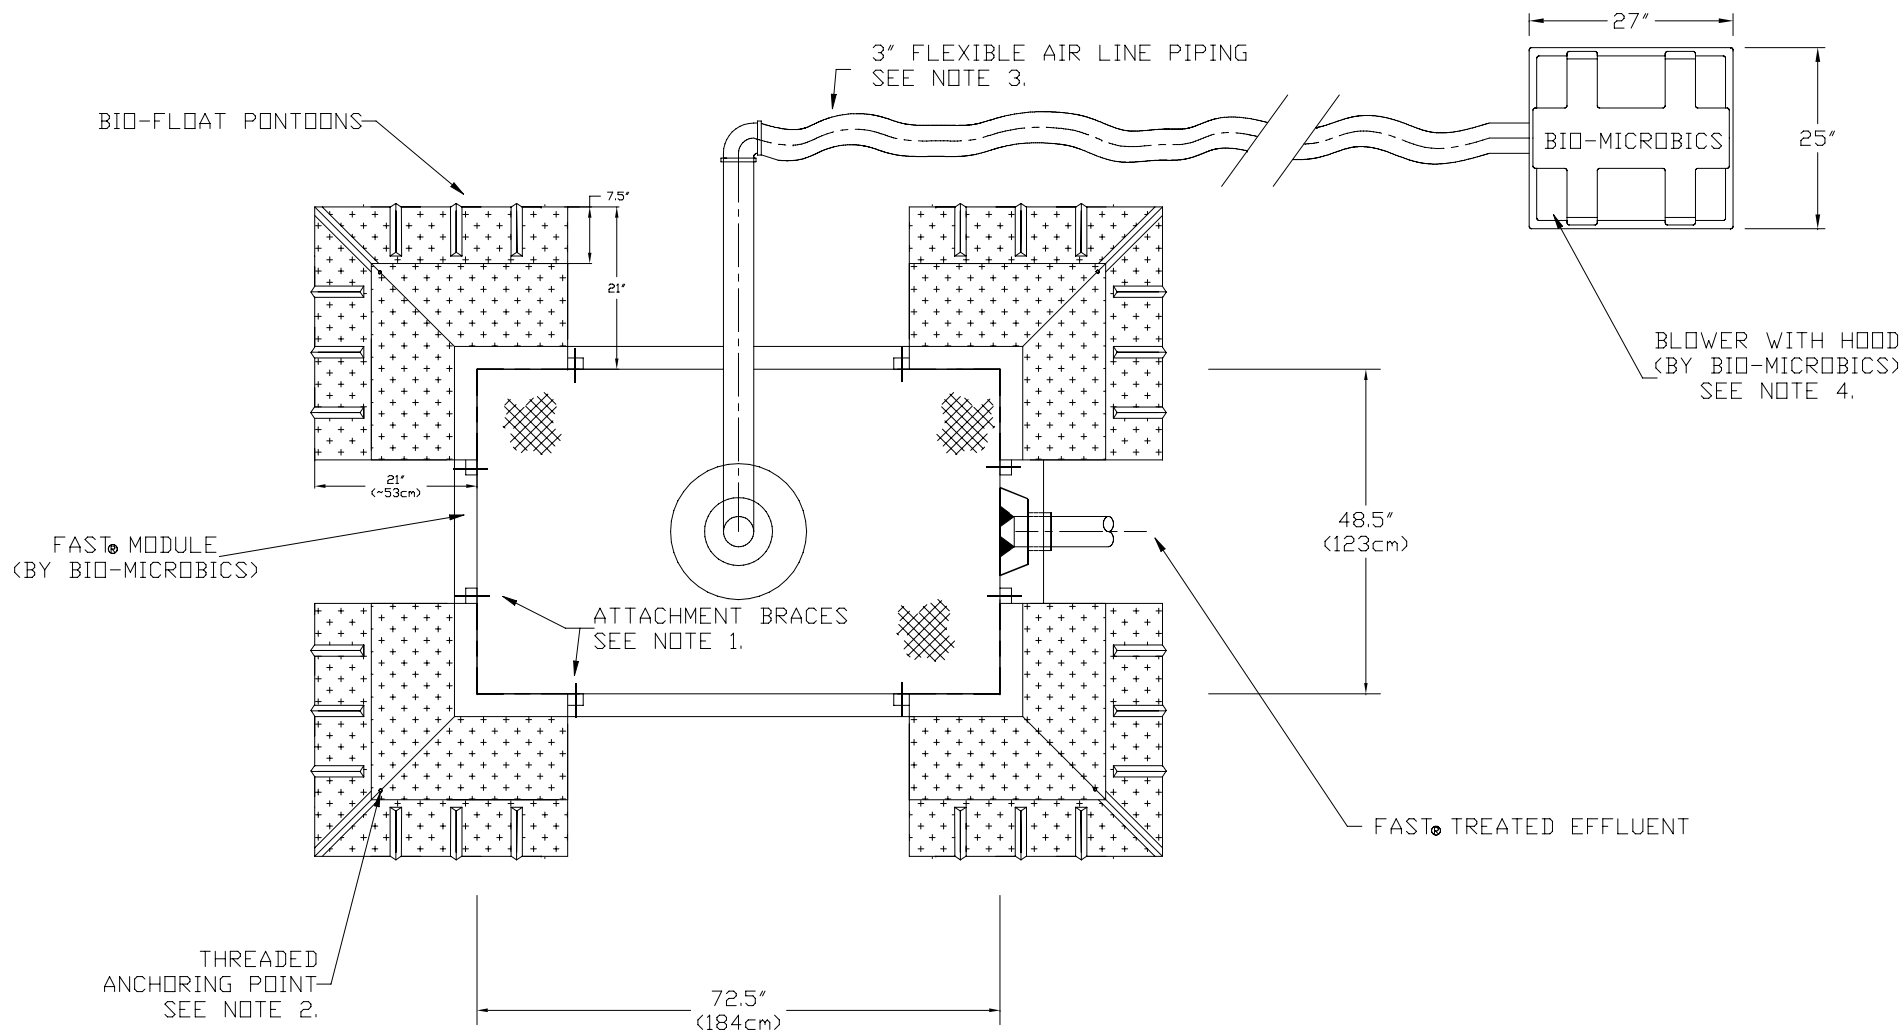 27"
3" FLEXIBLE AIR LINE PIPING
SEE NOTE 3.
BIO-FLOAT PONTOONS
BIO-MICROBICS
25"
7.5"
21"
BLOWER WITH HOOD
(BY BIO-MICROBICS)
SEE NOTE 4.
21"
(~53cm)
48.5"
(123cm)
FAST® MODULE
(BY BIO-MICROBICS)
ATTACHMENT BRACES
SEE NOTE 1.
FAST® TREATED EFFLUENT
THREADED
ANCHORING POINT
SEE NOTE 2.
72.5"
(184cm)